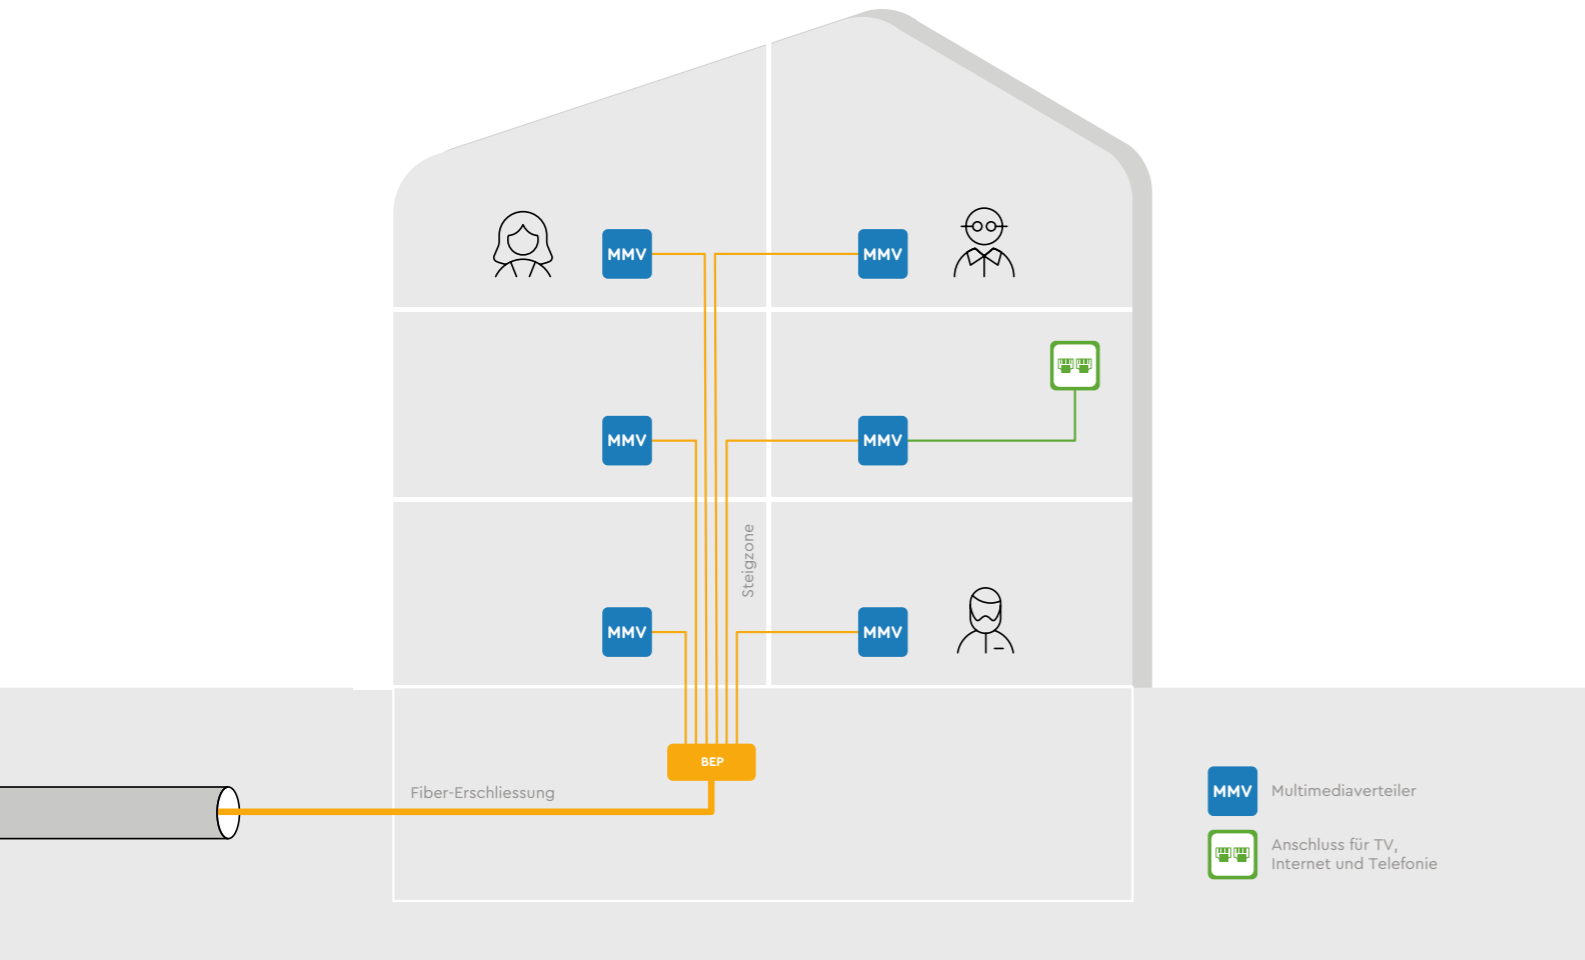 MMV
MMV
MMV
MMV
Steigzone
MMV
MMV
BEP
Fiber-Erschliessung
MMV
Multimediaverteiler
Anschluss für TV,
Internet und Telefonie